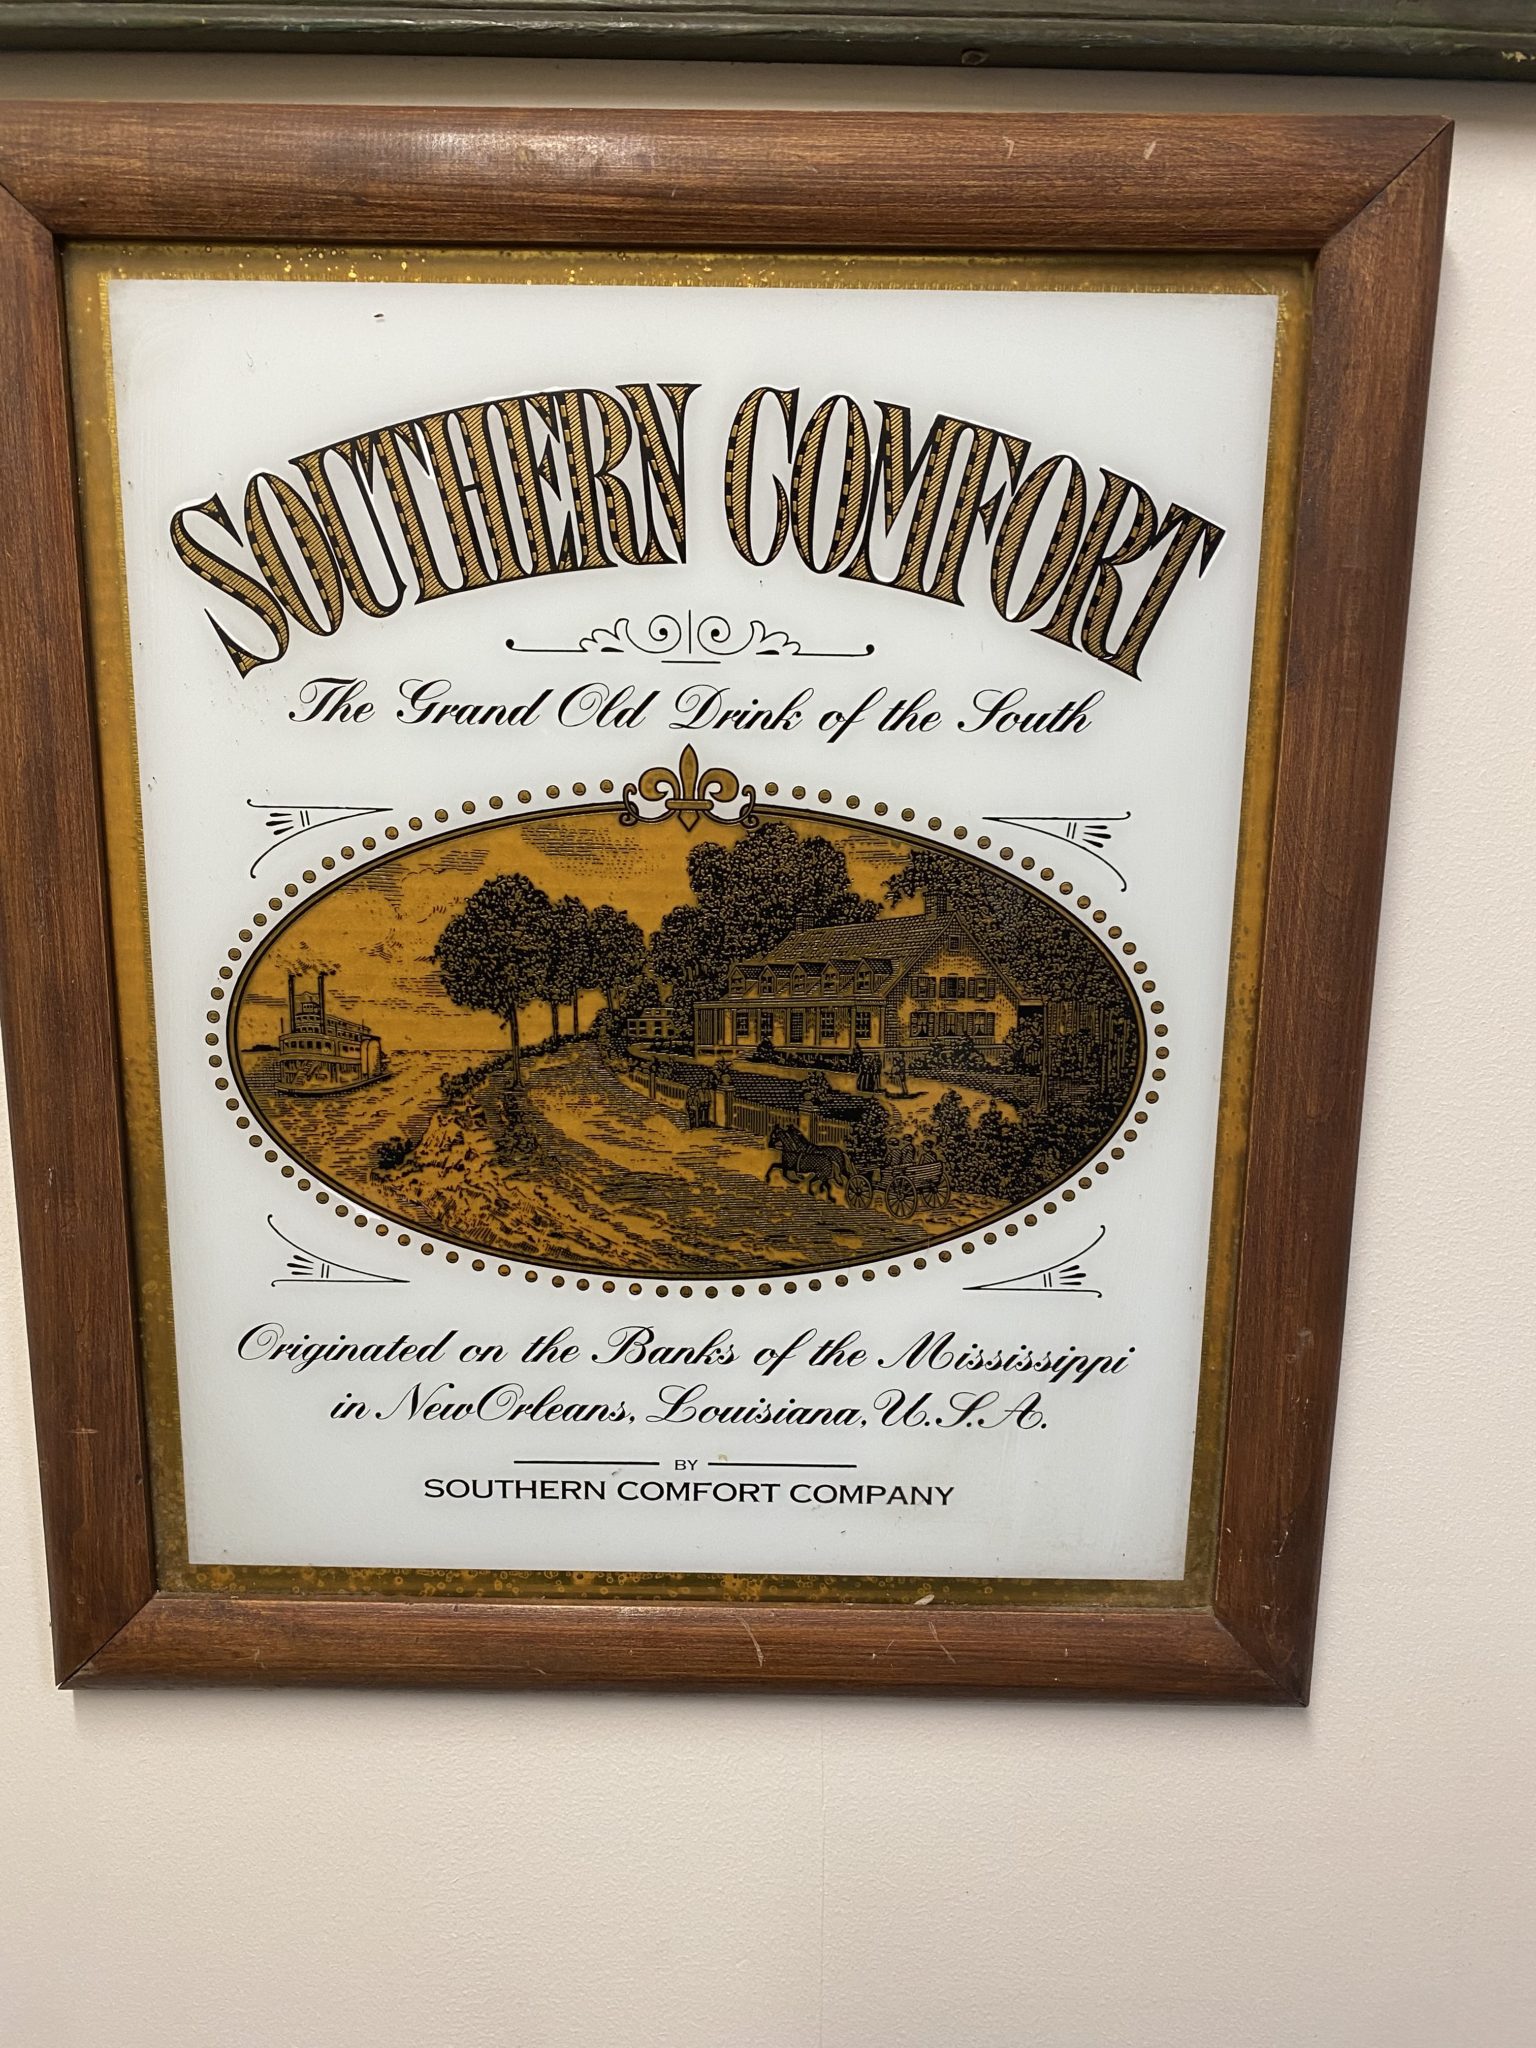 SOUTHERN COMFORT
The Grand Old Drink of the South
Originated on the Banks of the Mississippi
in New Orleans, Louisiana, U.S.A.
BY
SOUTHERN COMFORT COMPANY